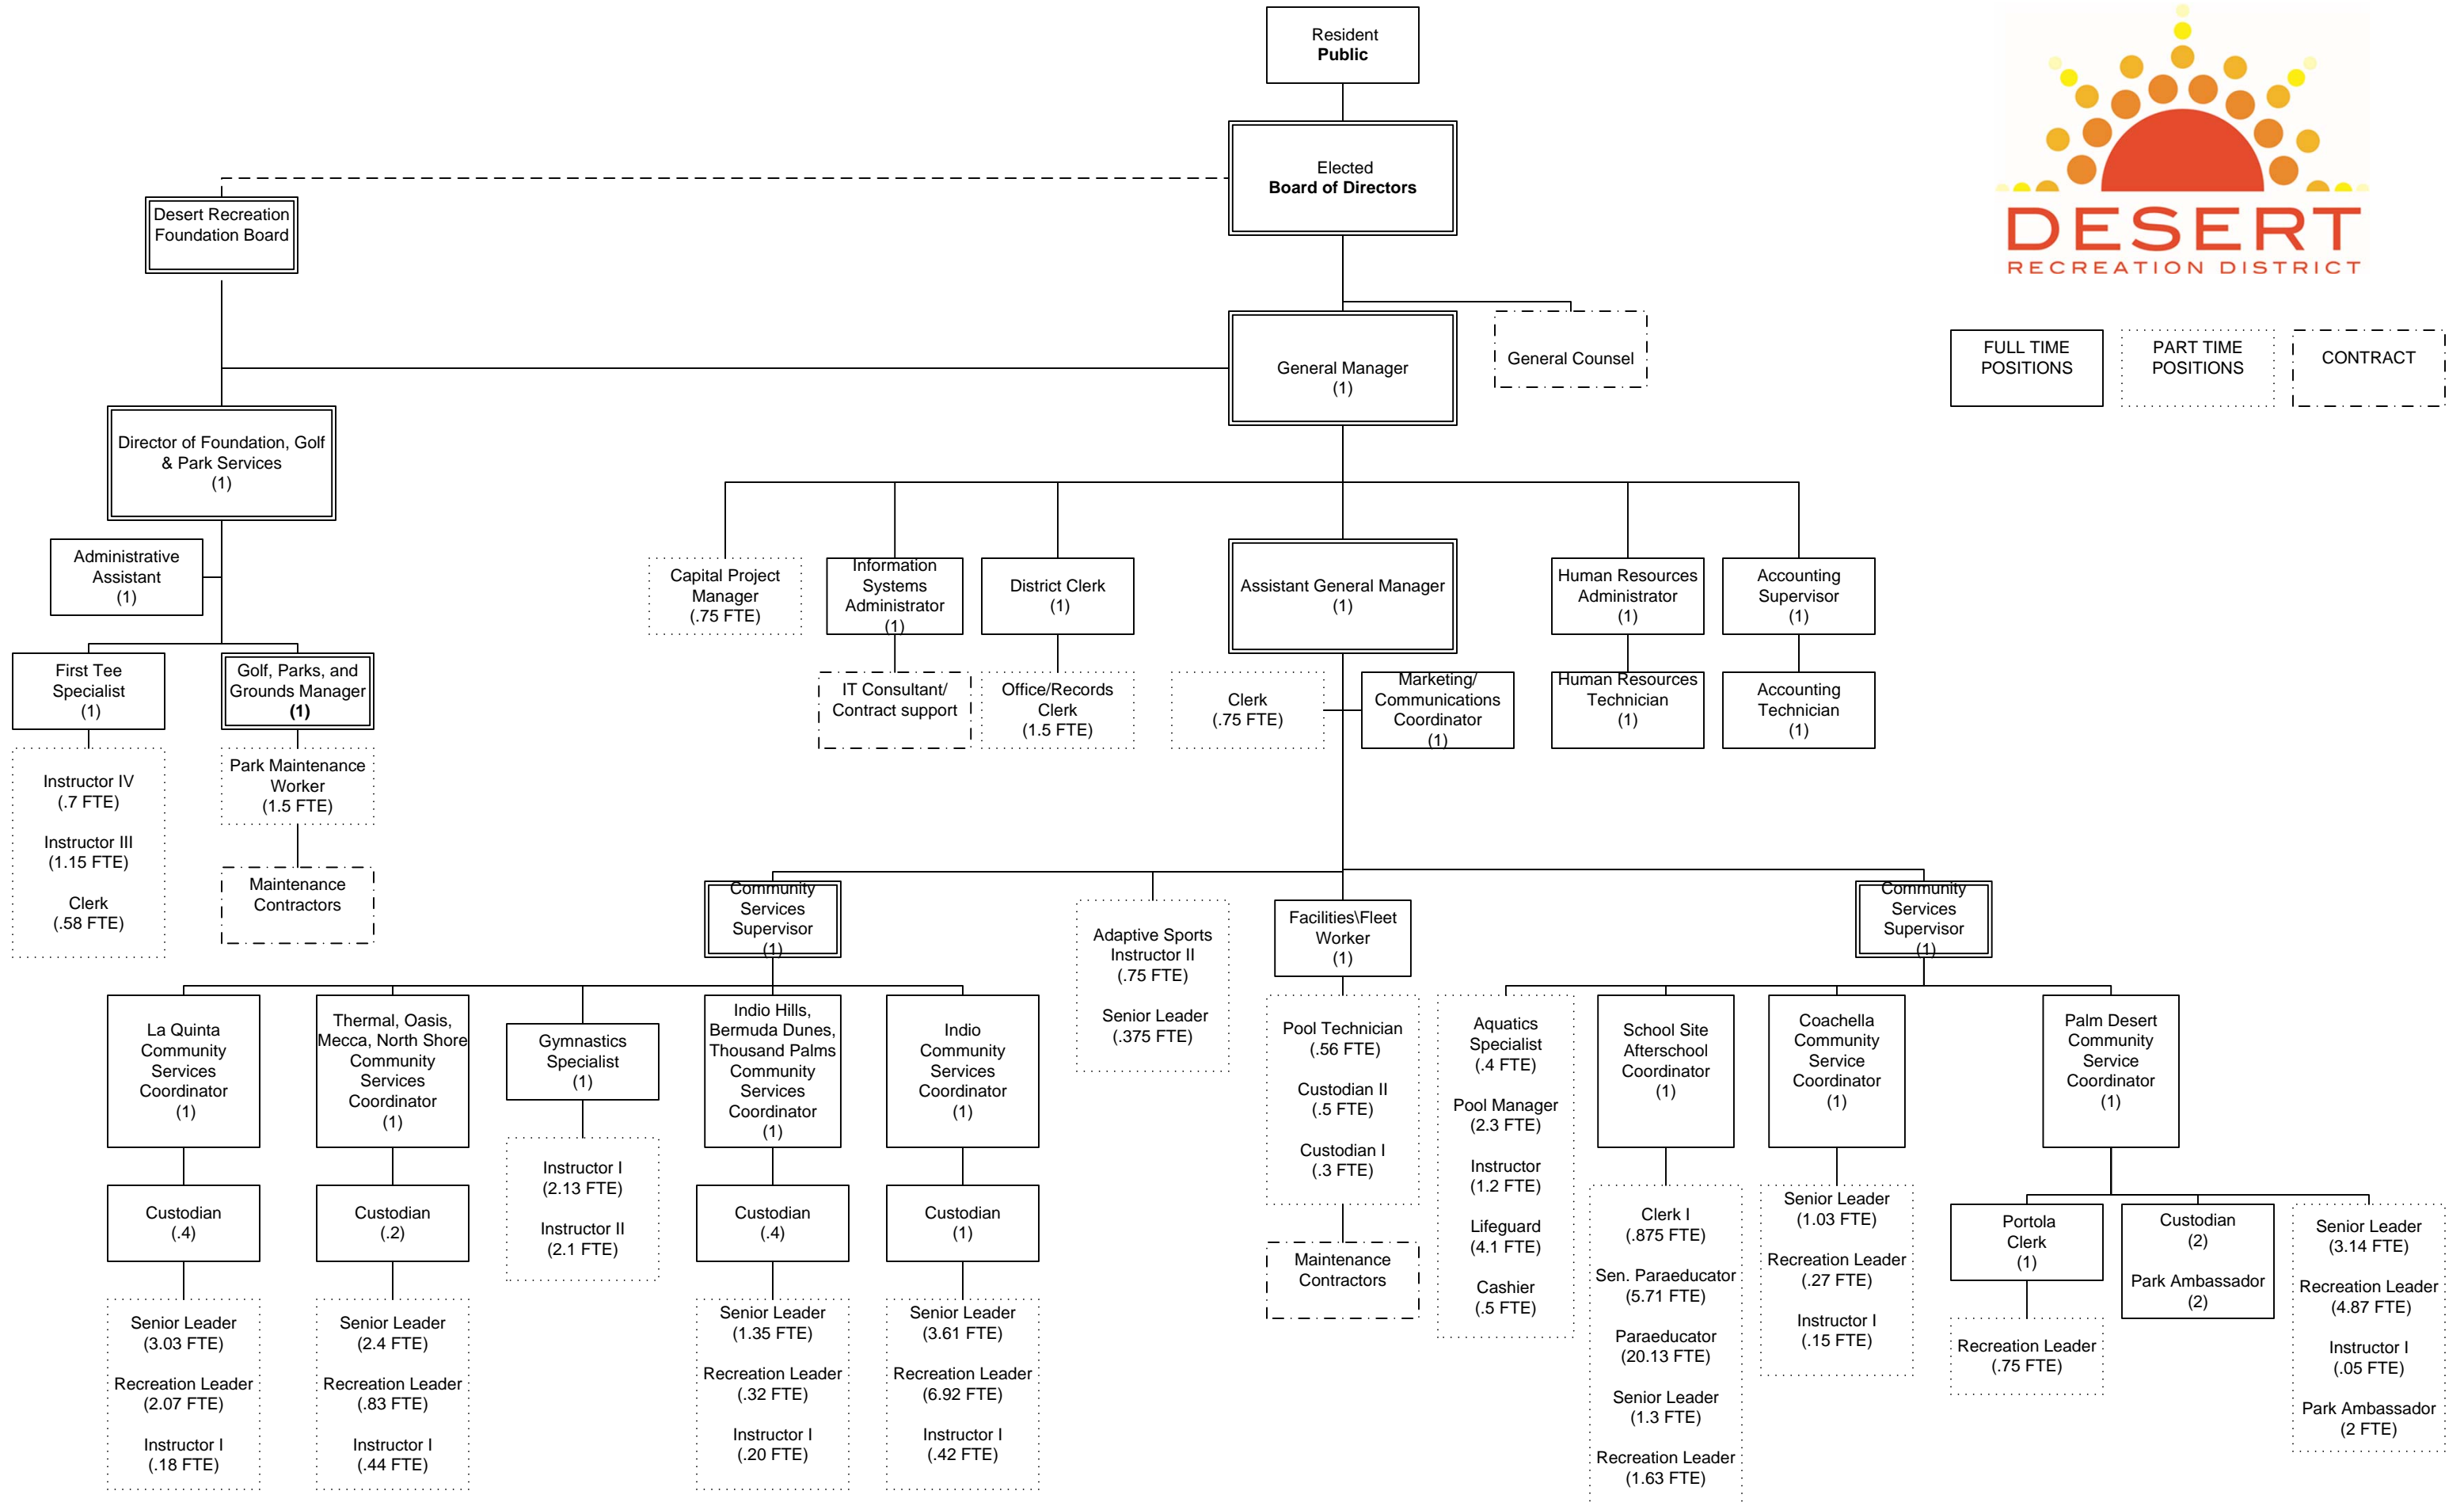 Resident
Public
Elected
Board of Directors
DESERT
RECREATION DISTRICT
Desert Recreation
Foundation Board
General Manager
(1)
General Counsel
FULL TIME
POSITIONS
PART TIME
POSITIONS
CONTRACT
Director of Foundation, Golf
& Park Services
(1)
Administrative
Assistant
(1)
Capital Project
Manager
(.75 FTE)
Information
Systems
Administrator
(1)
District Clerk
(1)
Assistant General Manager
(1)
Human Resources
Administrator
(1)
Accounting
Supervisor
(1)
First Tee
Specialist
(1)
Golf, Parks, and
Grounds Manager
(1)
IT Consultant/
Contract support
Office/Records
Clerk
(1.5 FTE)
Clerk
(.75 FTE)
Marketing/
Communications
Coordinator
(1)
Human Resources
Technician
(1)
Accounting
Technician
(1)
Instructor IV
(.7 FTE)
Instructor III
(1.15 FTE)
Clerk
(.58 FTE)
Park Maintenance
Worker
(1.5 FTE)
Maintenance
Contractors
Community
Services
Supervisor
(1)
Adaptive Sports
Instructor II
(.75 FTE)
Senior Leader
(.375 FTE)
Facilities\Fleet
Worker
(1)
Community
Services
Supervisor
(1)
La Quinta
Community
Services
Coordinator
(1)
Thermal, Oasis,
Mecca, North Shore
Community
Services
Coordinator
(1)
Gymnastics
Specialist
(1)
Indio Hills,
Bermuda Dunes,
Thousand Palms
Community
Services
Coordinator
(1)
Indio
Community
Services
Coordinator
(1)
Pool Technician
(.56 FTE)
Custodian II
(.5 FTE)
Custodian I
(.3 FTE)
Aquatics
Specialist
(.4 FTE)
Pool Manager
(2.3 FTE)
Instructor
(1.2 FTE)
Lifeguard
(4.1 FTE)
Cashier
(.5 FTE)
School Site
Afterschool
Coordinator
(1)
Coachella
Community
Service
Coordinator
(1)
Palm Desert
Community
Service
Coordinator
(1)
Custodian
(.4)
Custodian
(.2)
Instructor I
(2.13 FTE)
Instructor II
(2.1 FTE)
Custodian
(.4)
Custodian
(1)
Maintenance
Contractors
Clerk I
(.875 FTE)
Sen. Paraeducator
(5.71 FTE)
Paraeducator
(20.13 FTE)
Senior Leader
(1.3 FTE)
Recreation Leader
(1.63 FTE)
Senior Leader
(1.03 FTE)
Recreation Leader
(.27 FTE)
Instructor I
(.15 FTE)
Portola
Clerk
(1)
Custodian
(2)
Park Ambassador
(2)
Senior Leader
(3.14 FTE)
Recreation Leader
(4.87 FTE)
Instructor I
(.05 FTE)
Park Ambassador
(2 FTE)
Recreation Leader
(.75 FTE)
Senior Leader
(3.03 FTE)
Recreation Leader
(2.07 FTE)
Instructor I
(.18 FTE)
Senior Leader
(2.4 FTE)
Recreation Leader
(.83 FTE)
Instructor I
(.44 FTE)
Senior Leader
(1.35 FTE)
Recreation Leader
(.32 FTE)
Instructor I
(.20 FTE)
Senior Leader
(3.61 FTE)
Recreation Leader
(6.92 FTE)
Instructor I
(.42 FTE)